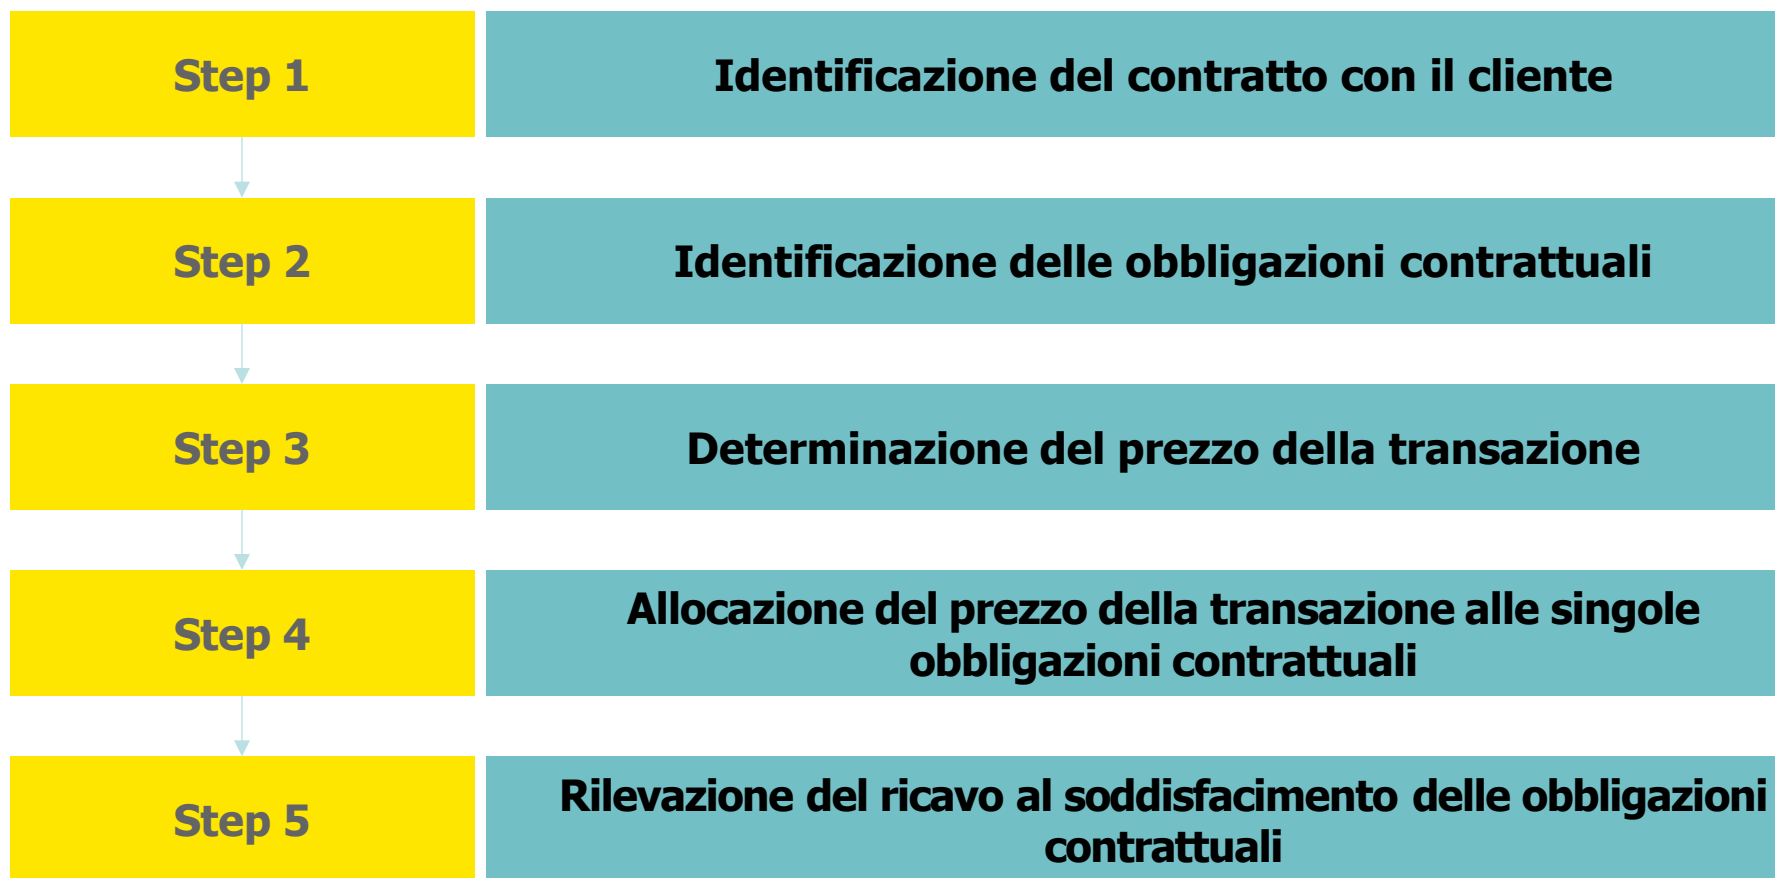 Step 1
Identificazione del contratto con il cliente
Step 2
Identificazione delle obbligazioni contrattuali
Step 3
Determinazione del prezzo della transazione
Step 4
Allocazione del prezzo della transazione alle singole
obbligazioni contrattuali
Step 5
Rilevazione del ricavo al soddisfacimento delle obbligazioni
contrattuali